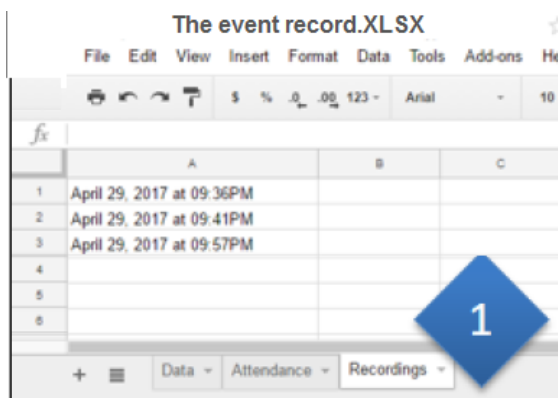 The event record.XLSX
File Edit View Insert Format Data Tools Add-ons He
$ % .0 .00 123 Arial 10
fx
A B C
1 April 29, 2017 at 09:36PM
2 April 29, 2017 at 09:41PM
3 April 29, 2017 at 09:57PM
4
5
6
1
+ Data Attendance Recordings